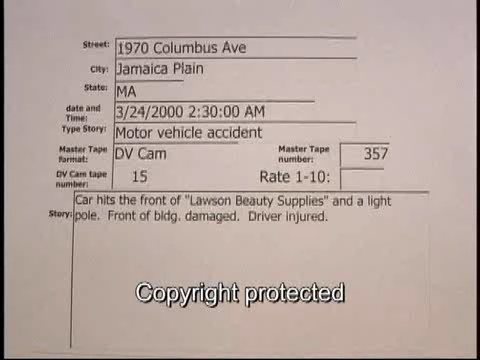 Street: 1970 Columbus Ave
City: Jamaica Plain
State: MA
date and Time: 3/24/2000 2:30:00 AM
Type Story: Motor vehicle accident
Master Tape format: DV Cam Master Tape number: 357
DV Cam tape number: 15 Rate 1-10:
Car hits the front of "Lawson Beauty Supplies" and a light
Story: pole. Front of bldg. damaged. Driver injured.
Copyright protected